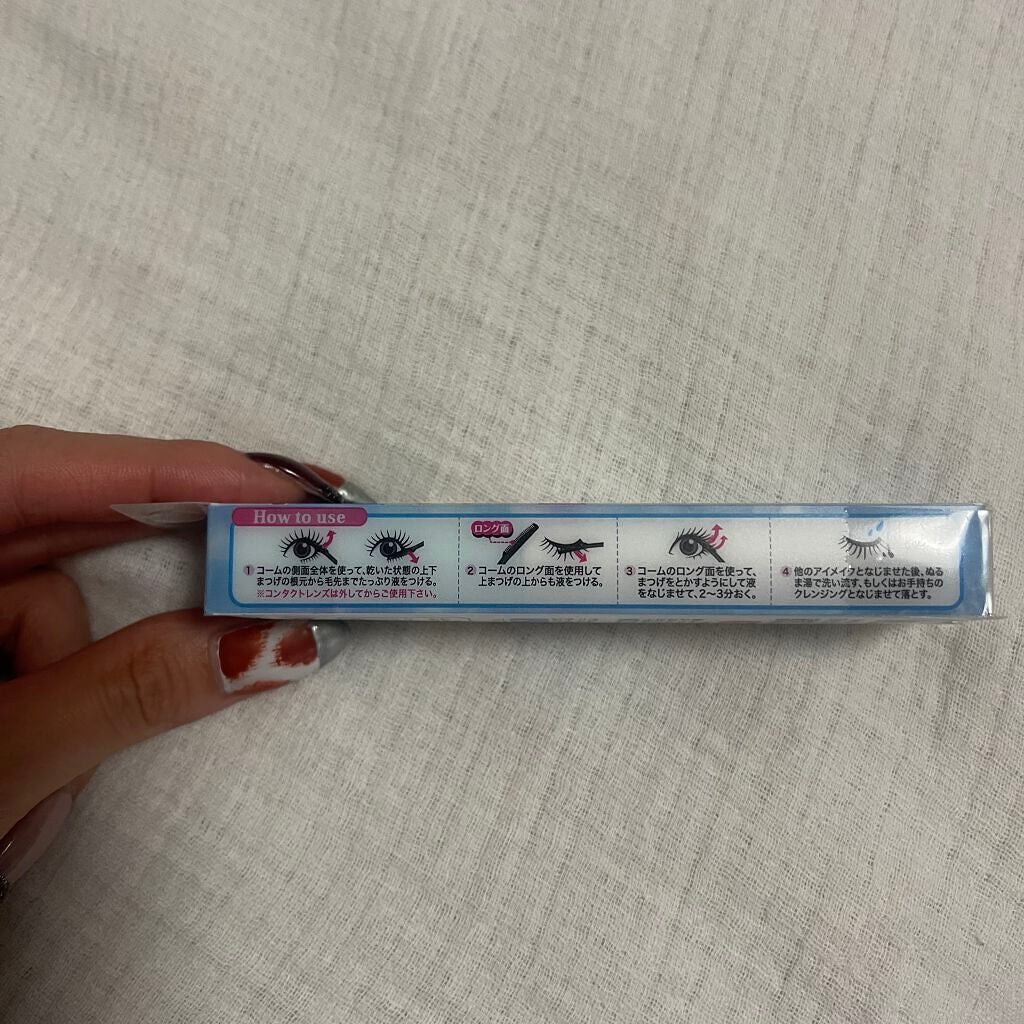 How to use
① コームの側面全体を使って、乾いた状態の上下
まつげの根元から毛先までたっぷり液をつける。
※コンタクトレンズは外してからご使用下さい。
ロング面
② コームのロング面を使用して
上まつげの上からも液をつける。
③ コームのロング面を使って、
まつげをとかすようにして液
をなじませて、2〜3分おく。
④ 他のアイメイクとなじませた後、ぬる
ま湯で洗い流す、もしくはお手持ちの
クレンジングとなじませて落とす。